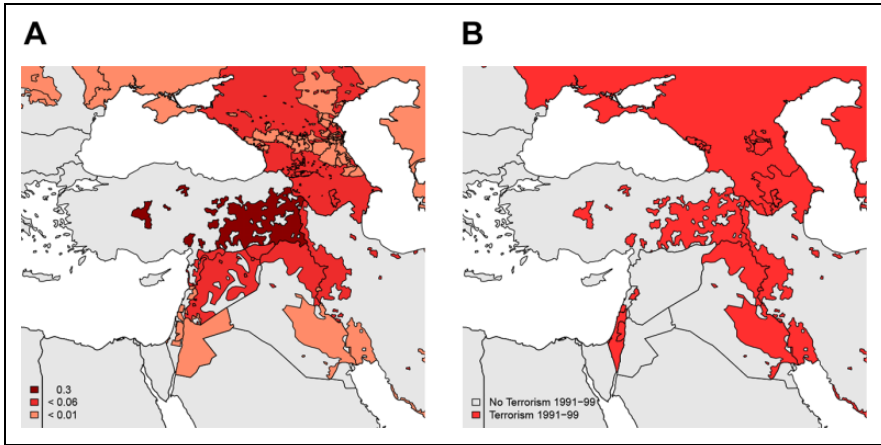 A
B
0.3
< 0.06
< 0.01
No Terrorism 1991−99
Terrorism 1991−99